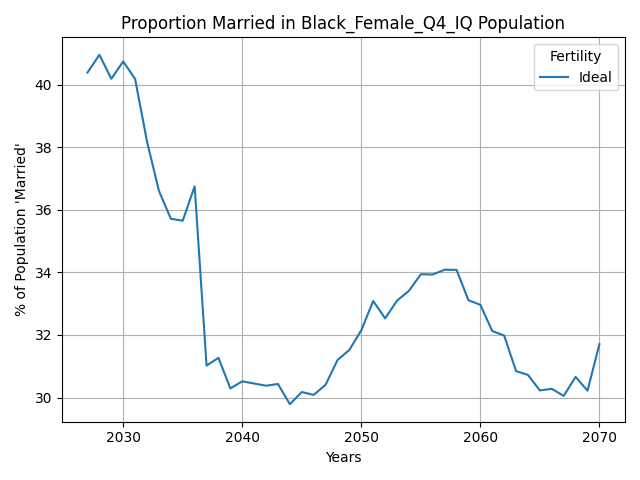 Proportion Married in Black_Female_Q4_IQ Population
Fertility
Ideal
% of Population 'Married'
40
38
36
34
32
30
2030
2040
2050
2060
2070
Years